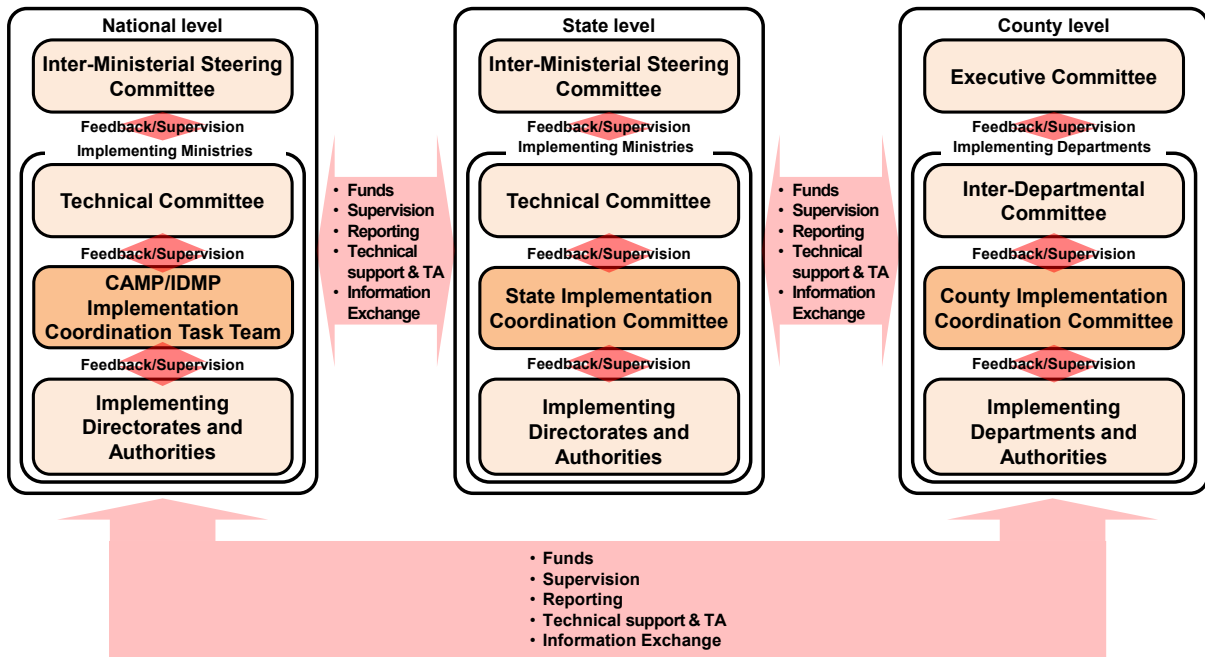 National level
Inter-Ministerial Steering
Committee
Feedback/Supervision
Implementing Ministries
Technical Committee
Feedback/Supervision
CAMP/IDMP
Implementation
Coordination Task Team
Feedback/Supervision
Implementing
Directorates and
Authorities
• Funds
• Supervision
• Reporting
• Technical
support & TA
• Information
Exchange
State level
Inter-Ministerial Steering
Committee
Feedback/Supervision
Implementing Ministries
Technical Committee
Feedback/Supervision
State Implementation
Coordination Committee
Feedback/Supervision
Implementing
Directorates and
Authorities
• Funds
• Supervision
• Reporting
• Technical
support & TA
• Information
Exchange
County level
Executive Committee
Feedback/Supervision
Implementing Departments
Inter-Departmental
Committee
Feedback/Supervision
County Implementation
Coordination Committee
Feedback/Supervision
Implementing
Departments and
Authorities
• Funds
• Supervision
• Reporting
• Technical support & TA
• Information Exchange